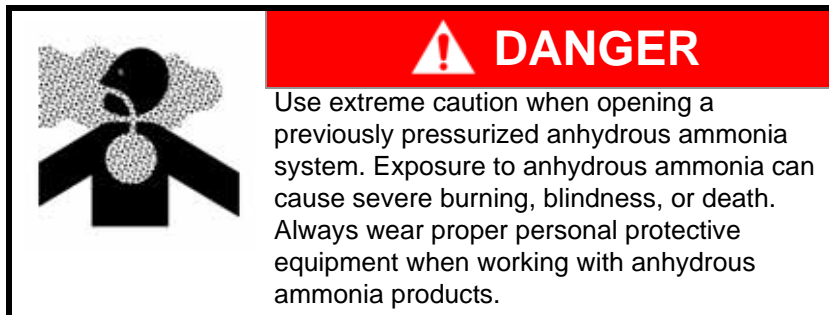 DANGER
Use extreme caution when opening a
previously pressurized anhydrous ammonia
system. Exposure to anhydrous ammonia can
cause severe burning, blindness, or death.
Always wear proper personal protective
equipment when working with anhydrous
ammonia products.